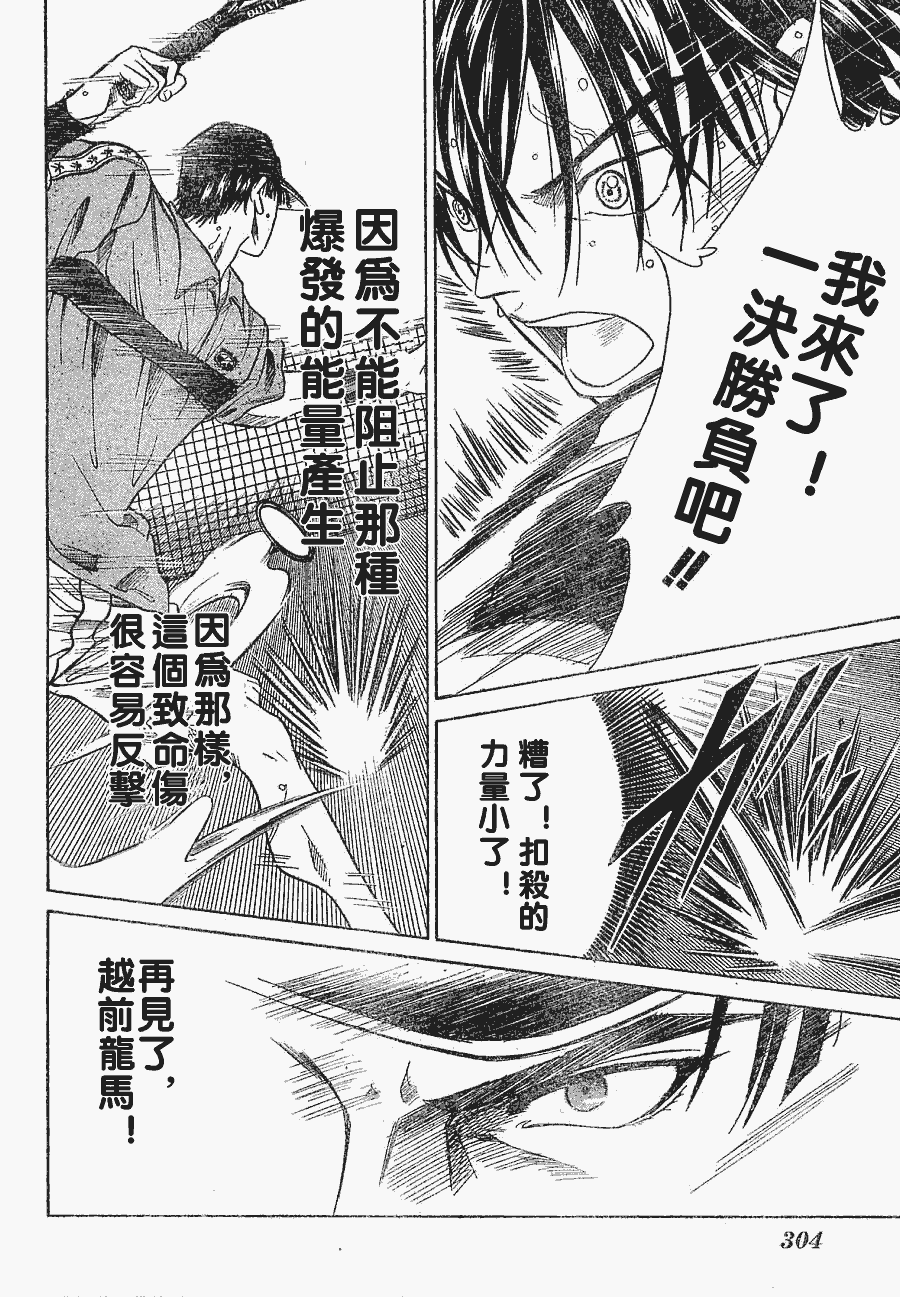 我來了！
一決勝負吧!!
糟了！扣殺的
力量小了！
因為不能阻止那種
爆發的能量產生
因為那樣，
這個致命傷
很容易反擊
再見了，
越前龍馬！
304